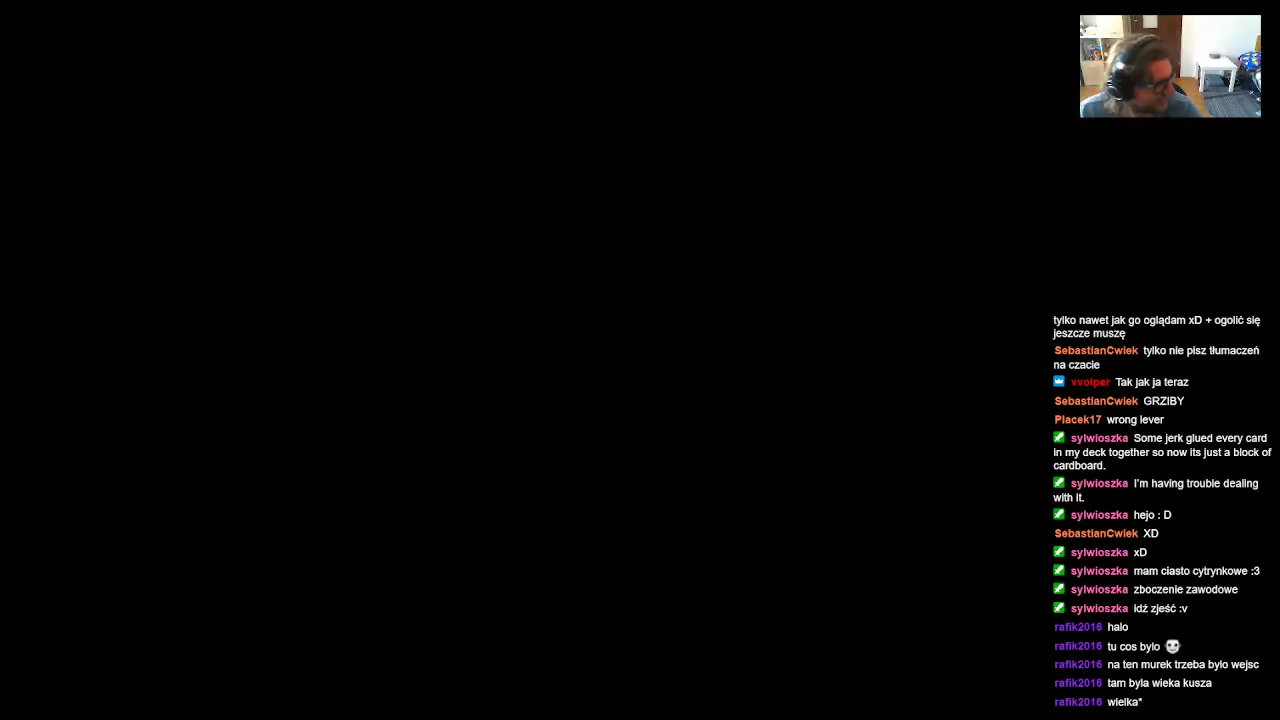 tylko nawet jak go oglądam xD + ogolić się
jeszcze muszę
SebastianCwiek tylko nie pisz tłumaczeń
na czacie
vvolper Tak jak ja teraz
SebastianCwiek GRZIBY
Placek17 wrong lever
sylwioszka Some jerk glued every card
in my deck together so now its just a block of
cardboard.
sylwioszka I'm having trouble dealing
with it.
sylwioszka hejo : D
SebastianCwiek XD
sylwioszka xD
sylwioszka mam ciasto cytrynkowe :3
sylwioszka zboczenie zawodowe
sylwioszka idź zjeść :v
rafik2016 halo
rafik2016 tu cos bylo
rafik2016 na ten murek trzeba bylo wejsc
rafik2016 tam byla wieka kusza
rafik2016 wielka*